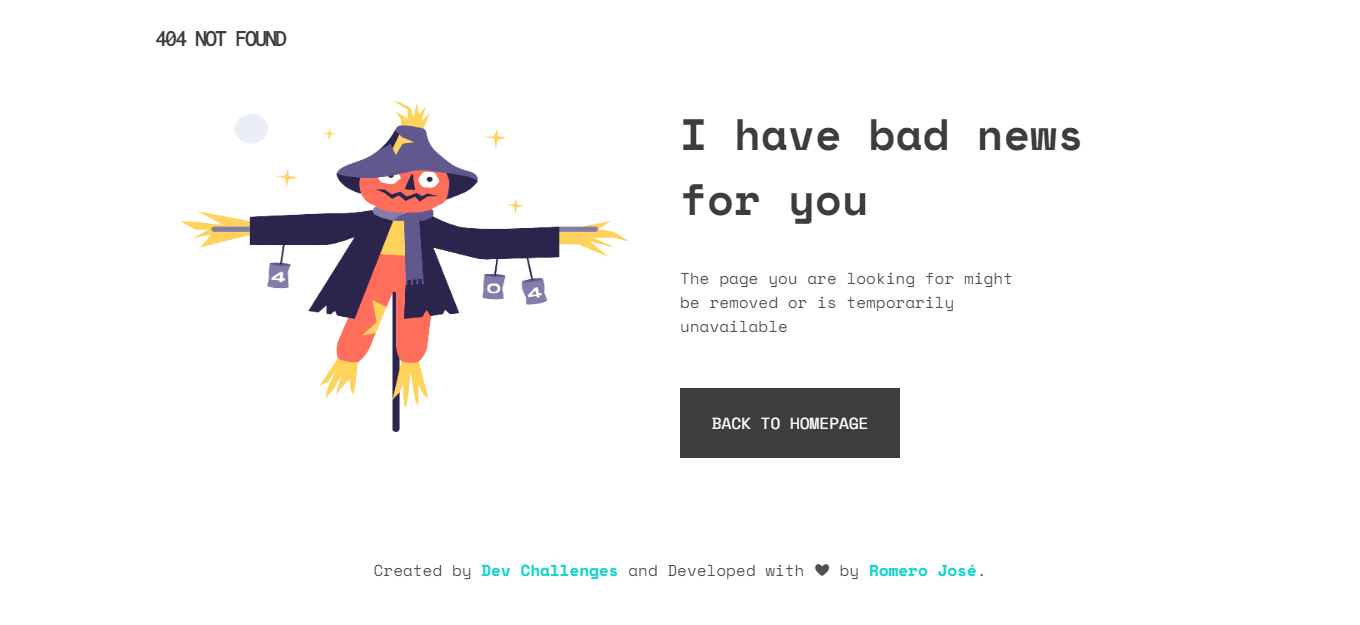 404 NOT FOUND
I have bad news
for you
4
0
4
The page you are looking for might
be removed or is temporarily
unavailable
BACK TO HOMEPAGE
Created by Dev Challenges and Developed with ♥ by Romero José.